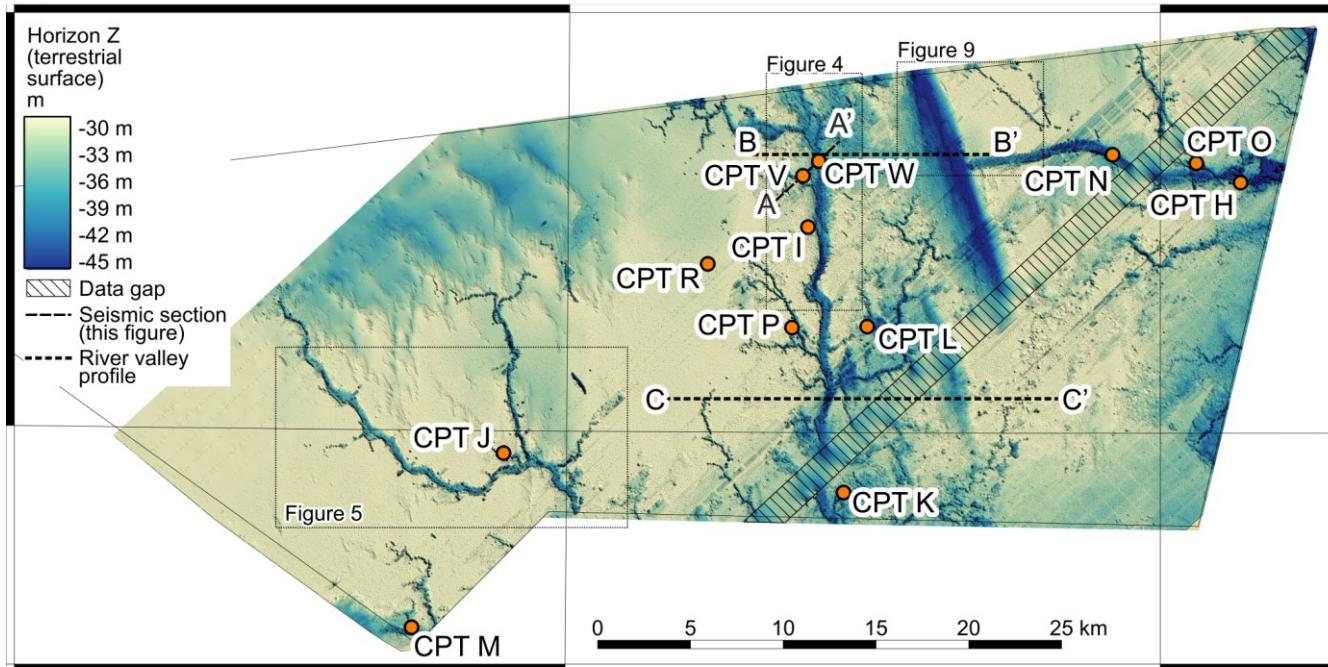 Horizon Z
(terrestrial
surface)
m
-30 m
-33 m
-36 m
-39 m
-42 m
-45 m
Data gap
Seismic section
(this figure)
River valley
profile
Figure 4
Figure 9
B
A'
B'
CPT O
CPT V
CPT W
CPT N
CPT H
A
CPT I
CPT R
CPT P
CPT L
C
C'
CPT J
CPT K
Figure 5
CPT M
0 5 10 15 20 25 km